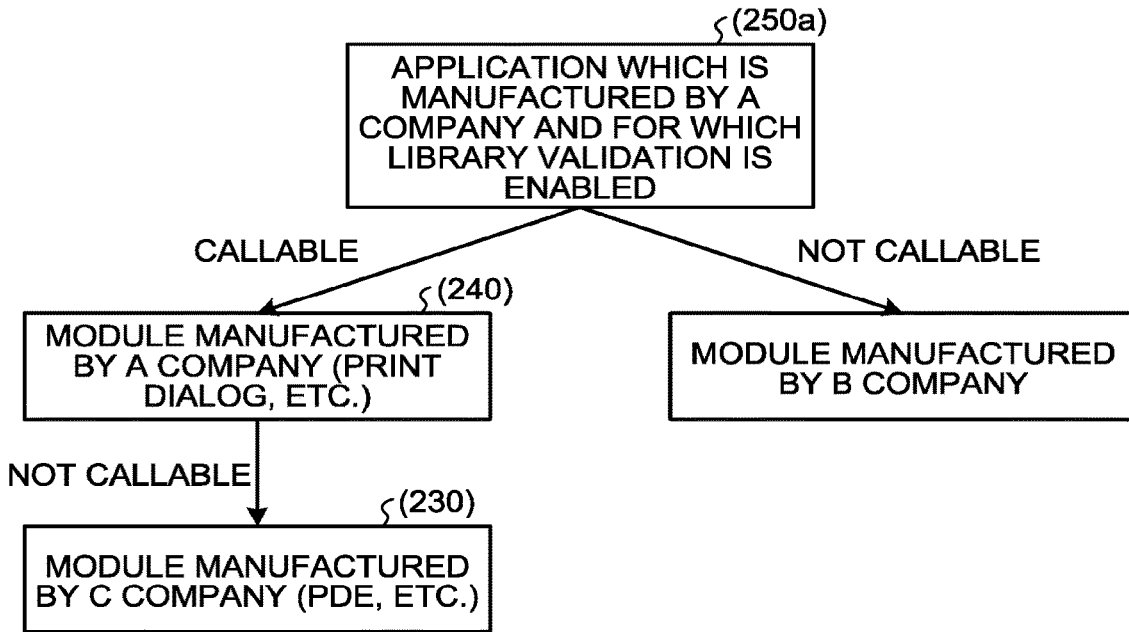 (250a)
APPLICATION WHICH IS
MANUFACTURED BY A
COMPANY AND FOR WHICH
LIBRARY VALIDATION IS
ENABLED
CALLABLE
NOT CALLABLE
(240)
MODULE MANUFACTURED
BY A COMPANY (PRINT
DIALOG, ETC.)
MODULE MANUFACTURED
BY B COMPANY
NOT CALLABLE
(230)
MODULE MANUFACTURED
BY C COMPANY (PDE, ETC.)